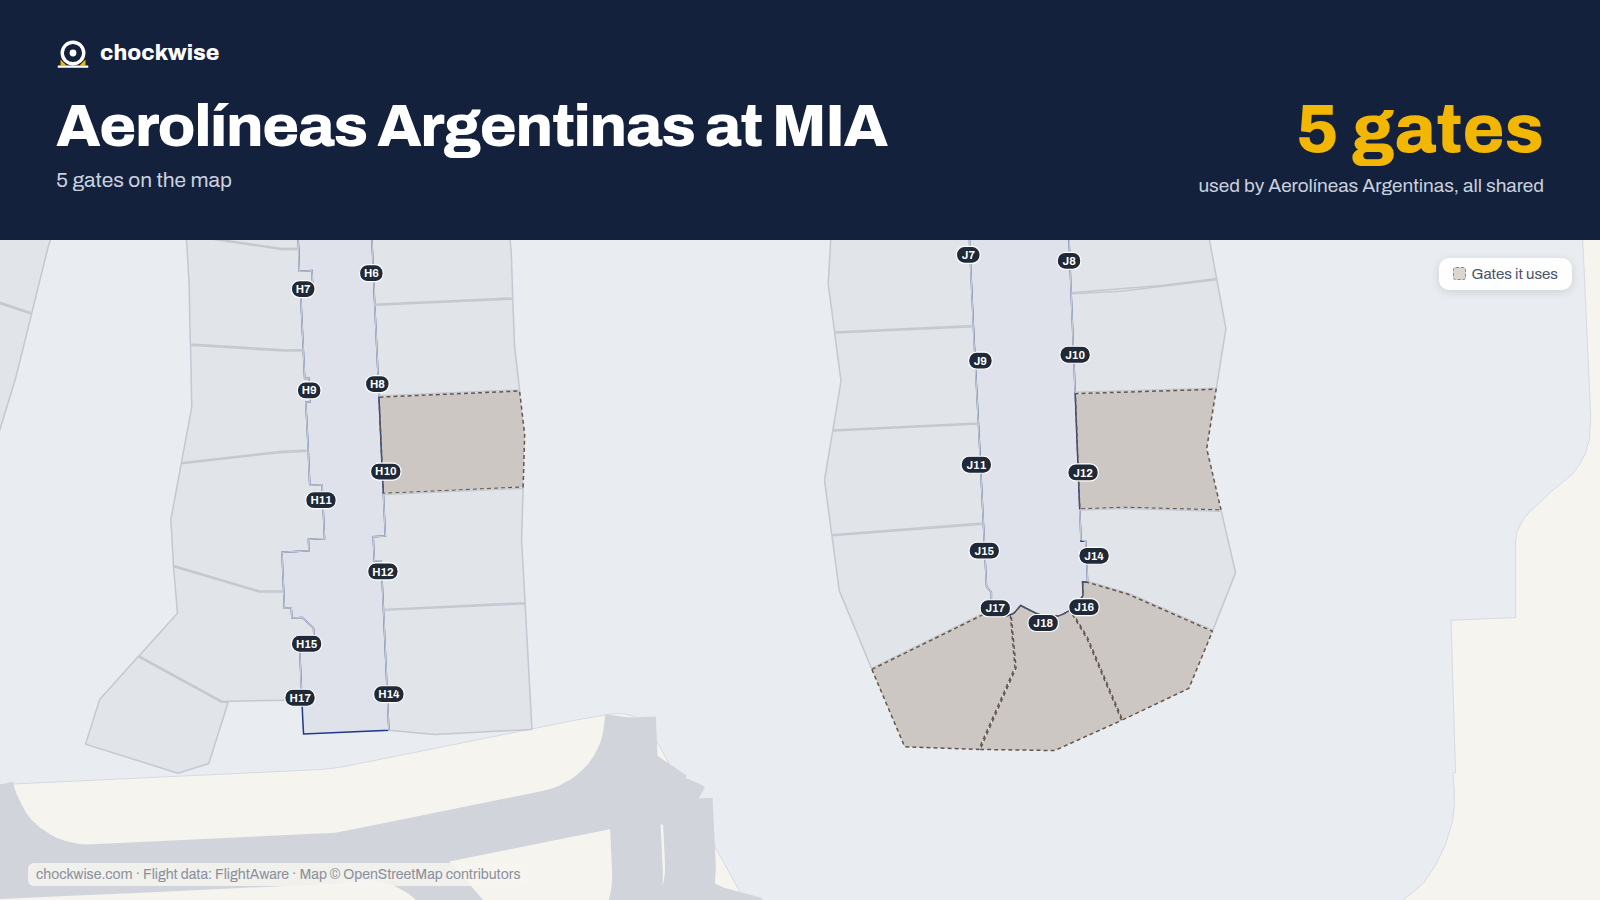 chockwise
Aerolíneas Argentinas at MIA
5 gates on the map
5 gates
used by Aerolíneas Argentinas, all shared
Gates it uses
H6
H7
H8
H9
H10
H11
H12
H15
H14
H17
J7
J8
J9
J10
J11
J12
J15
J14
J17
J16
J18
chockwise.com · Flight data: FlightAware · Map © OpenStreetMap contributors